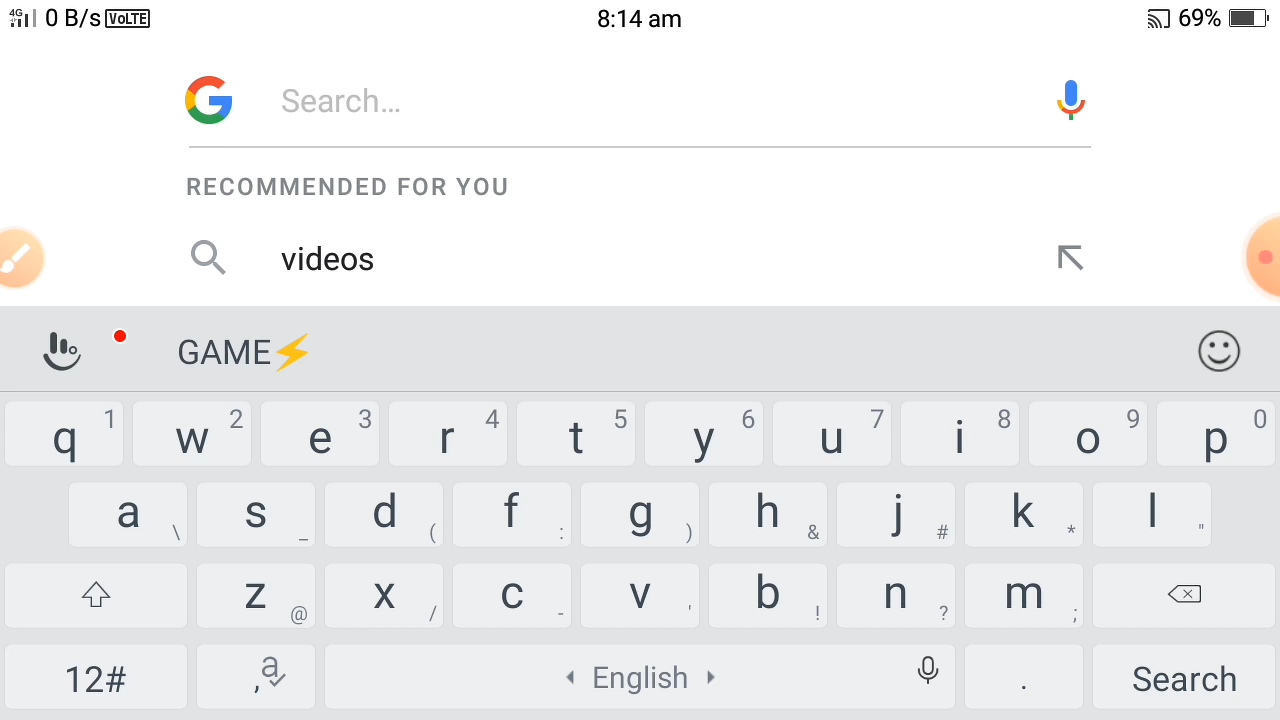 4G 0 B/s VoLTE 8:14 am 69%
Search...
RECOMMENDED FOR YOU
videos
GAME⚡
q 1 w 2 e 3 r 4 t 5 y 6 u 7 i 8 o 9 p 0
a \ s _ d ( f : g ) h & j # k * l "
z @ x / c - v ' b ! n ? m ;
12# , a English . Search